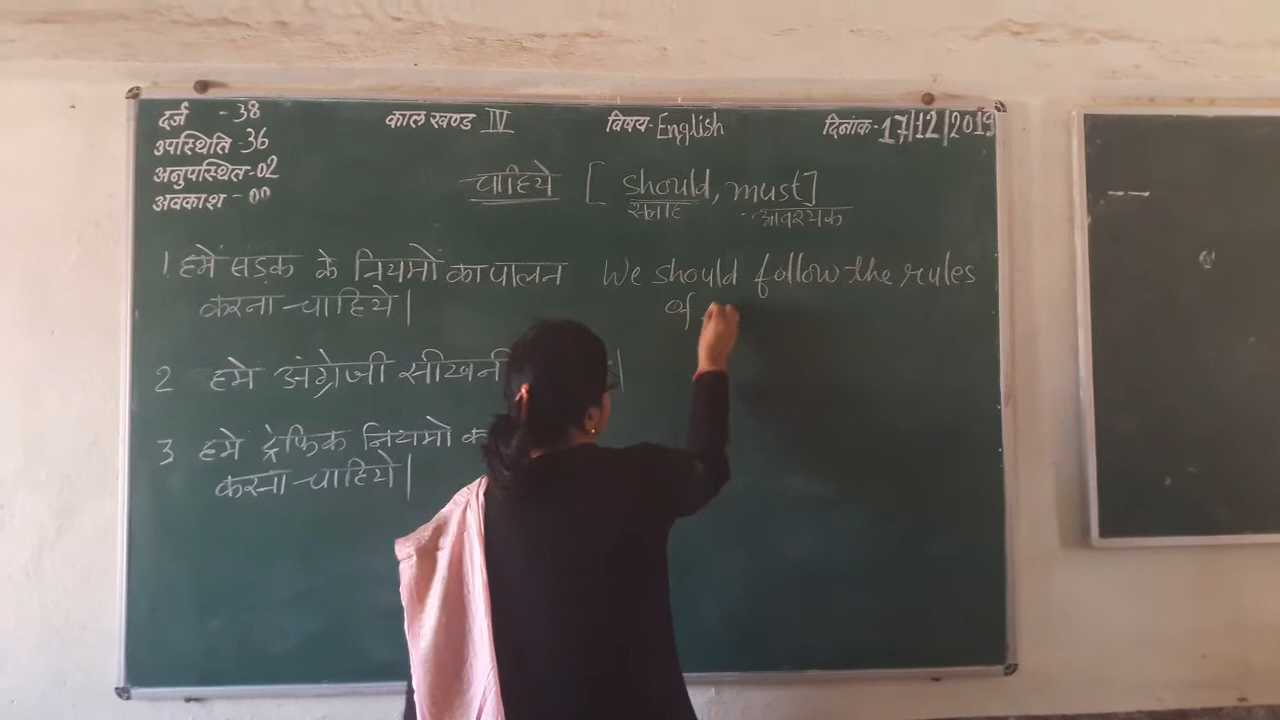 दर्ज - 38
उपस्थिति - 36
अनुपस्थित - 02
अवकाश - 00
काल खण्ड IV
विषय - English
दिनांक - 17/12/2019
चाहिये [ should, must ]
सलाह आवश्यक
1 हमें सड़क के नियमो का पालन We should follow the rules
करना चाहिये | of
2 हमे अंग्रेजी सीखनी
3 हमे ट्रेफिक नियमो
करना चाहिये |